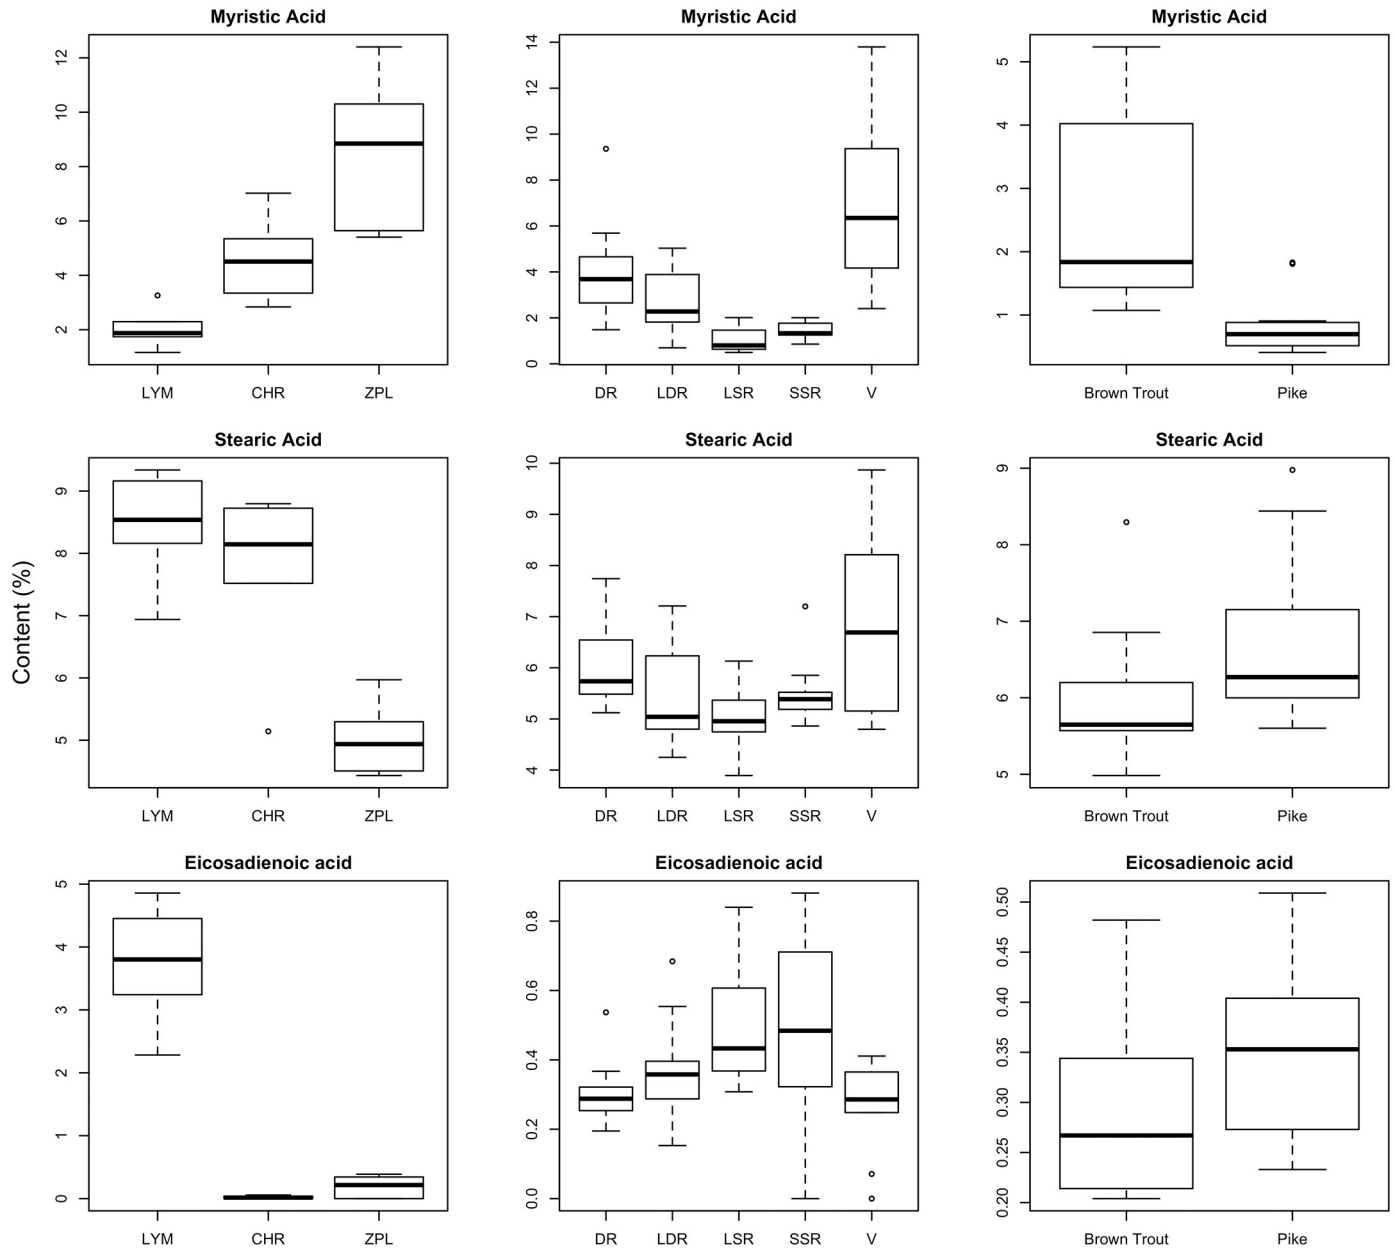 Myristic Acid
12
10
8
6
4
2
LYM CHR ZPL
Myristic Acid
14
12
10
8
6
4
2
0
DR LDR LSR SSR V
Myristic Acid
5
4
3
2
1
Brown Trout Pike
Content (%)
Stearic Acid
9
8
7
6
5
LYM CHR ZPL
Stearic Acid
10
9
8
7
6
5
4
DR LDR LSR SSR V
Stearic Acid
9
8
7
6
5
Brown Trout Pike
Eicosadienoic acid
5
4
3
2
1
0
LYM CHR ZPL
Eicosadienoic acid
0.8
0.6
0.4
0.2
0.0
DR LDR LSR SSR V
Eicosadienoic acid
0.50
0.45
0.40
0.35
0.30
0.25
0.20
Brown Trout Pike